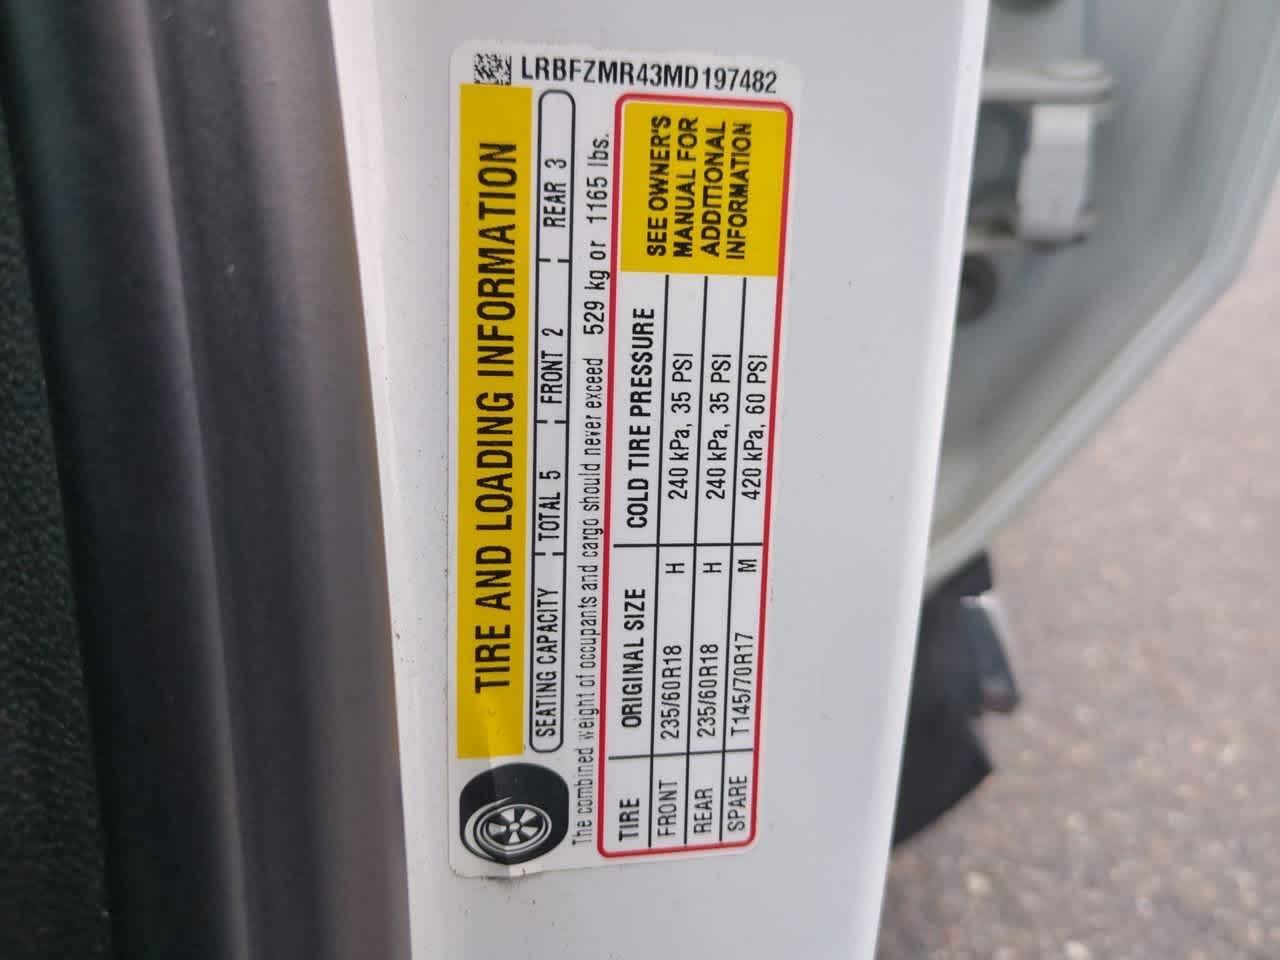 LRBFZMR43MD197482
TIRE AND LOADING INFORMATION
SEATING CAPACITY TOTAL 5 FRONT 2 REAR 3
The combined weight of occupants and cargo should never exceed 529 kg or 1165 lbs.
TIRE ORIGINAL SIZE COLD TIRE PRESSURE
FRONT 235/60R18 H 240 kPa, 35 PSI
REAR 235/60R18 H 240 kPa, 35 PSI
SPARE T145/70R17 M 420 kPa, 60 PSI
SEE OWNER'S
MANUAL FOR
ADDITIONAL
INFORMATION